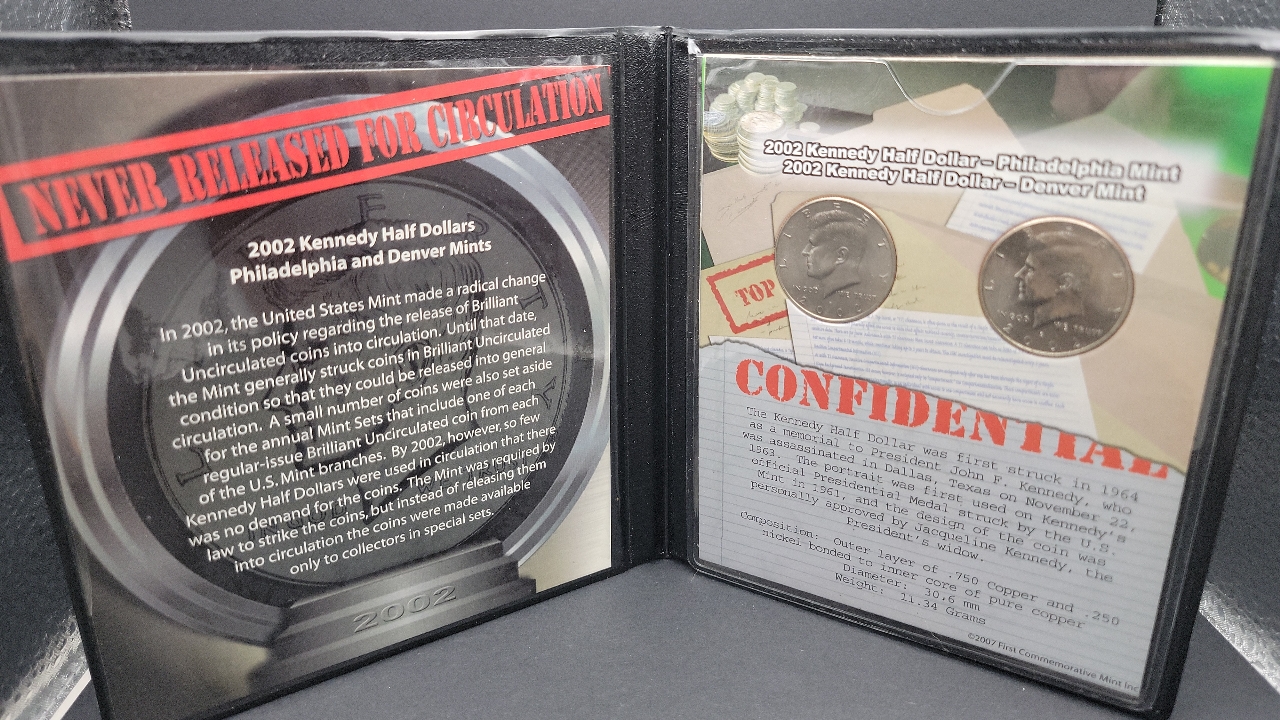 NEVER RELEASED FOR CIRCULATION
2002 Kennedy Half Dollars
Philadelphia and Denver Mints
In 2002, the United States Mint made a radical change
in its policy regarding the release of Brilliant
Uncirculated coins into circulation. Until that date,
the Mint generally struck coins in Brilliant Uncirculated
condition so that they could be released into general
circulation. A small number of coins were also set aside
for the annual Mint Sets that include one of each
regular-issue Brilliant Uncirculated coin from each
of the U.S. Mint branches. By 2002, however, so few
Kennedy Half Dollars were used in circulation that there
was no demand for the coins. The Mint was required by
law to strike the coins, but instead of releasing them
into circulation the coins were made available
only to collectors in special sets.
2002
2002 Kennedy Half Dollar – Philadelphia Mint
2002 Kennedy Half Dollar – Denver Mint
TOP
CONFIDENTIAL
The Kennedy Half Dollar was first struck in 1964
as a memorial to President John F. Kennedy, who
was assassinated in Dallas, Texas on November 22,
1963. The portrait was first used on Kennedy's
official Presidential Medal struck by the U.S.
Mint in 1961, and the design of the coin was
personally approved by Jacqueline Kennedy, the
President's widow.
Composition: Outer layer of .750 Copper and .250
nickel bonded to inner core of pure copper
Diameter: 30.6 mm
Weight: 11.34 Grams
©2007 First Commemorative Mint Inc